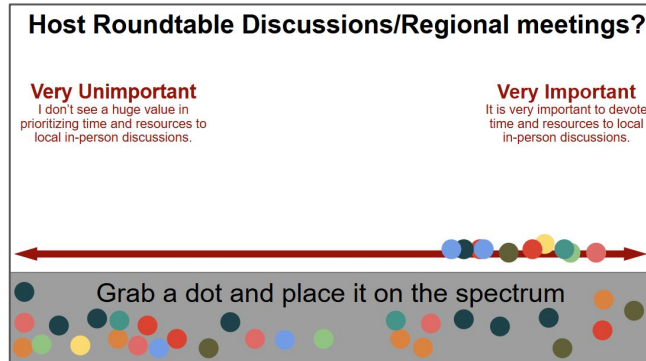 Host Roundtable Discussions/Regional meetings?
Very Unimportant
I don't see a huge value in
prioritizing time and resources to
local in-person discussions.
Very Important
It is very important to devote
time and resources to local
in-person discussions.
Grab a dot and place it on the spectrum